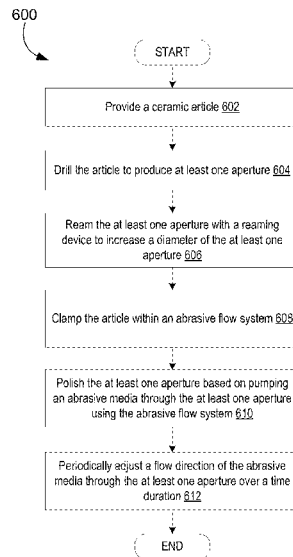 600
START
Provide a ceramic article 602
Drill the article to produce at least one aperture 604
Ream the at least one aperture with a reaming
device to increase a diameter of the at least one
aperture 606
Clamp the article within an abrasive flow system 608
Polish the at least one aperture based on pumping
an abrasive media through the at least one aperture
using the abrasive flow system 610
Periodically adjust a flow direction of the abrasive
media through the at least one aperture over a time
duration 612
END